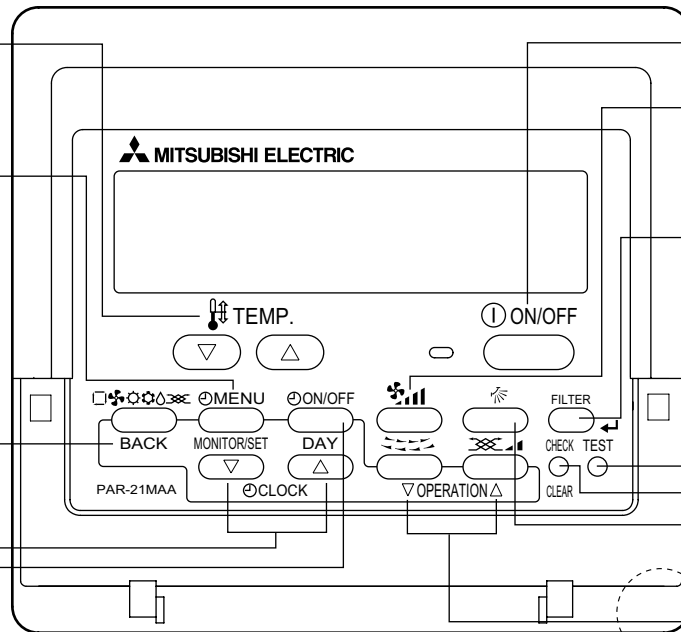 MITSUBISHI ELECTRIC
TEMP.
ON/OFF
MENU
ON/OFF
FILTER
BACK
MONITOR/SET
DAY
CHECK
TEST
PAR-21MAA
CLOCK
OPERATION
CLEAR